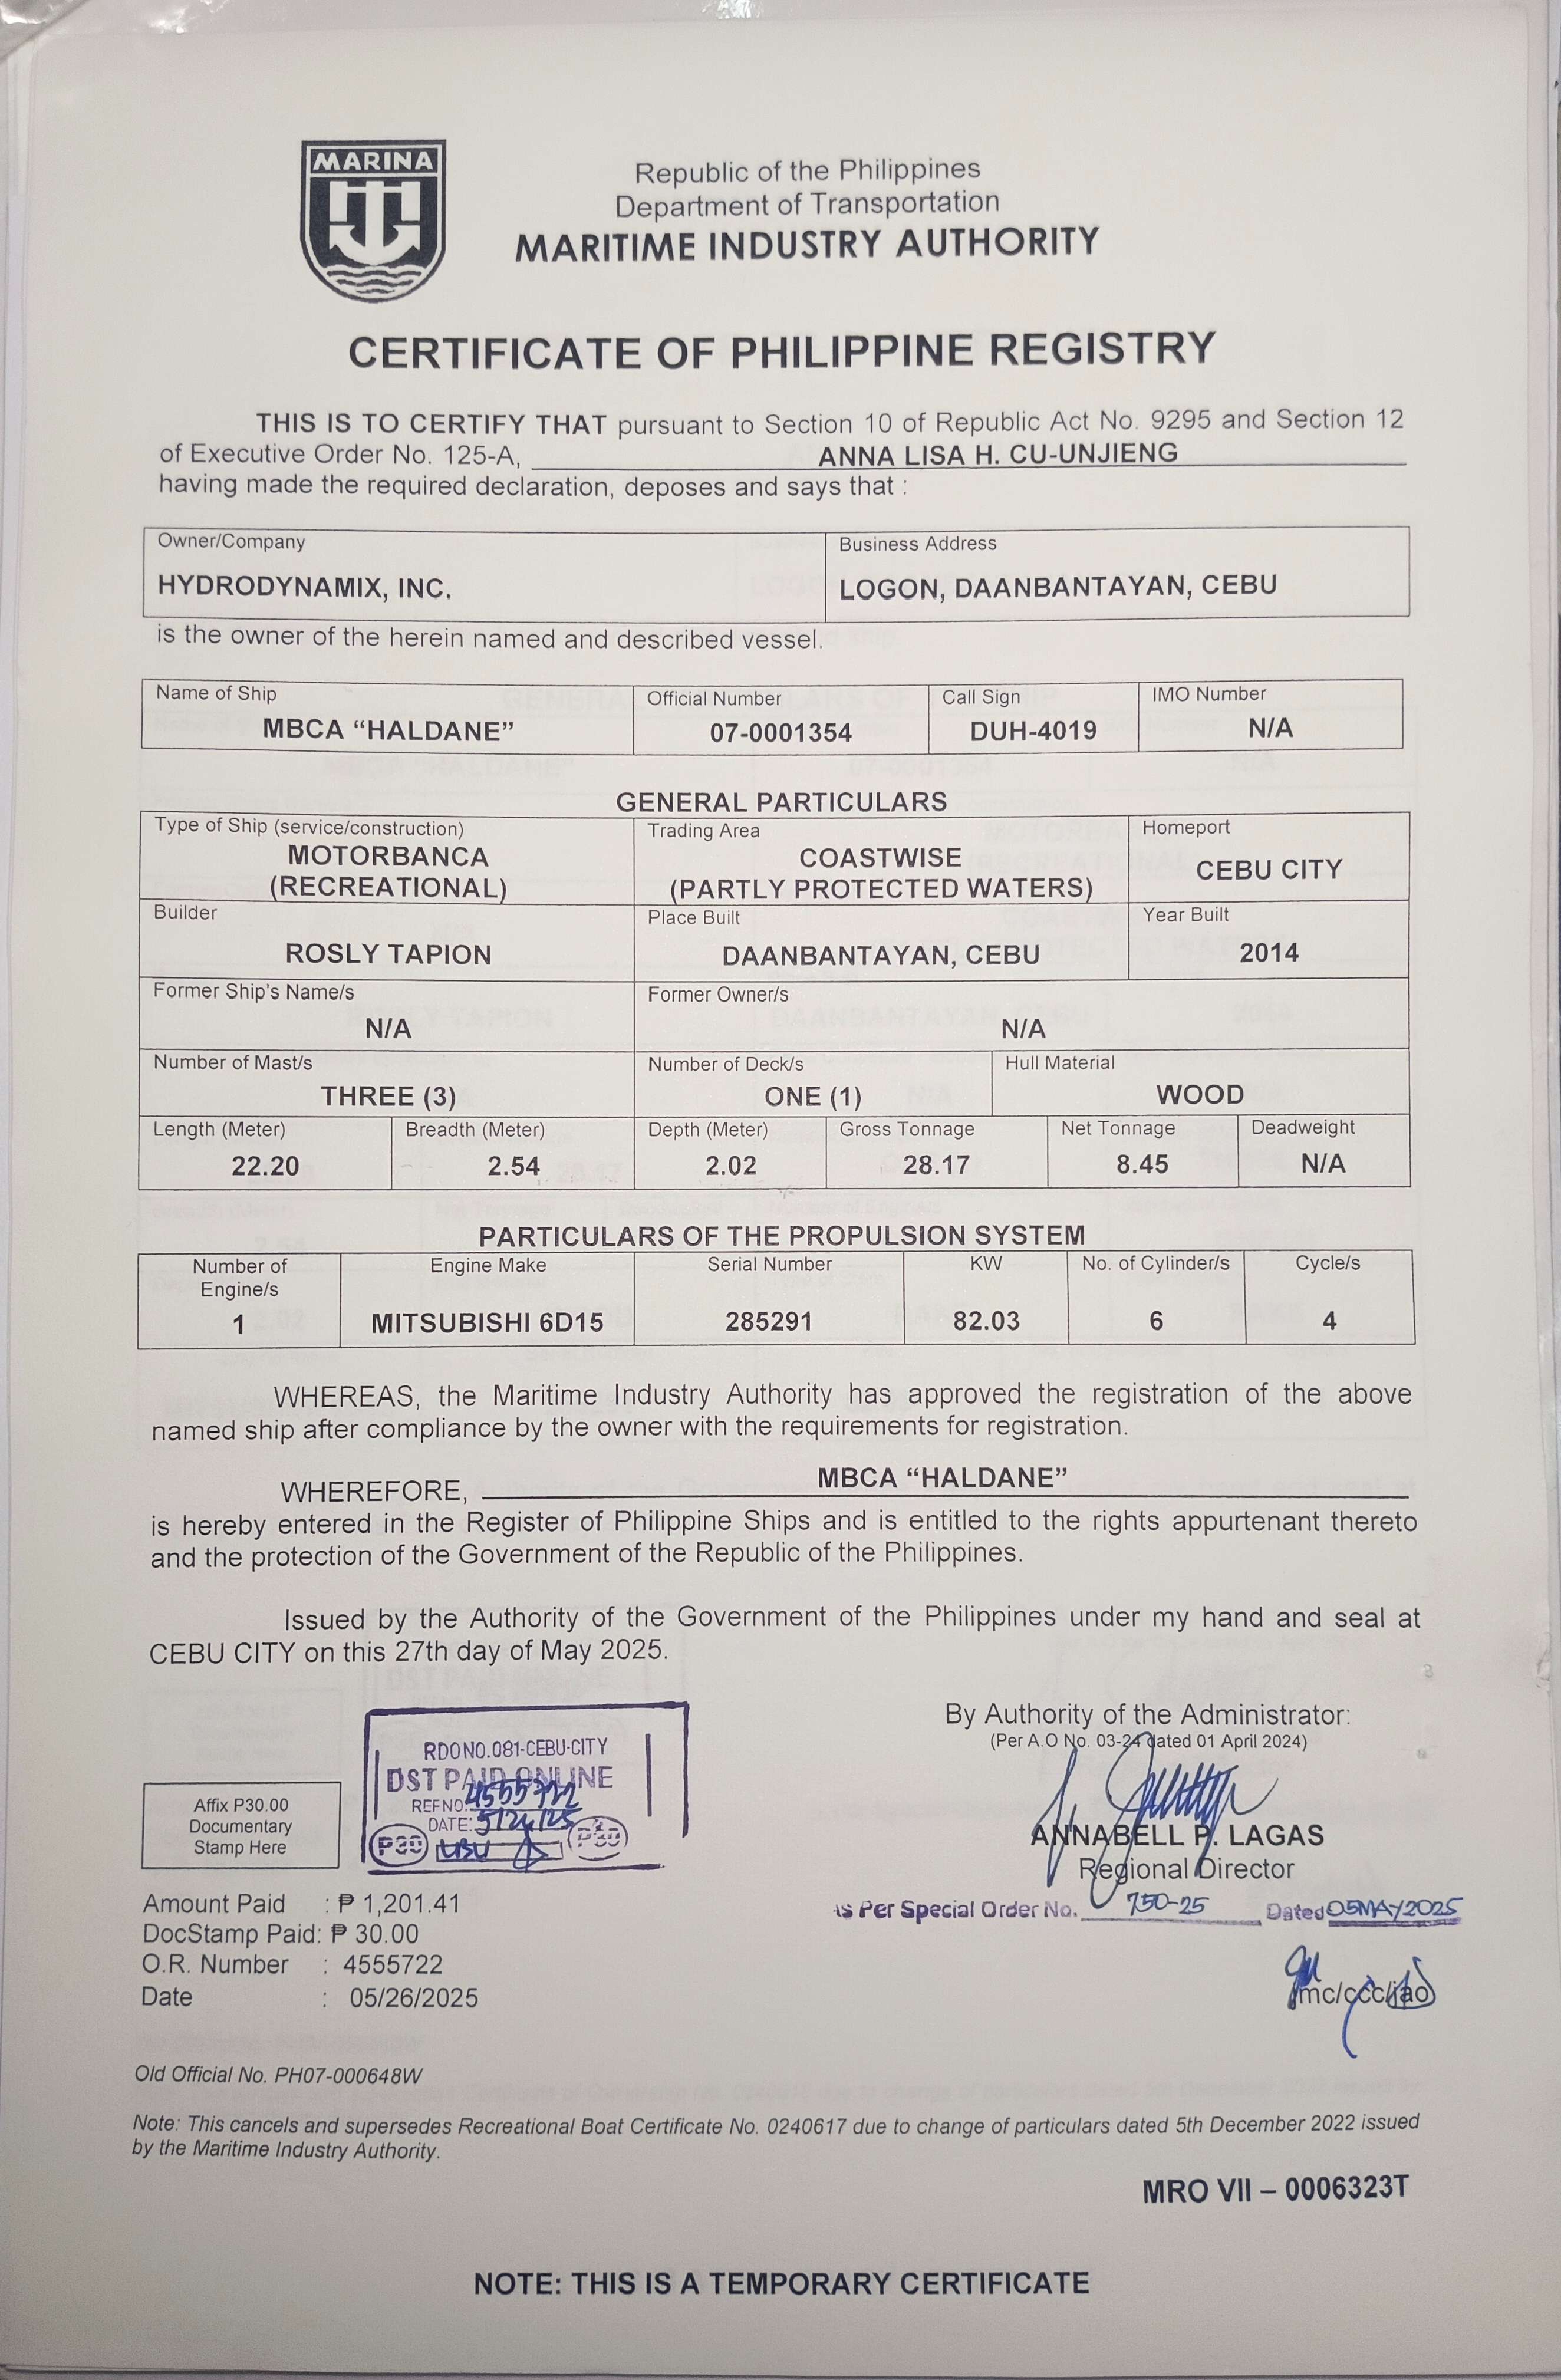 MARINA
Republic of the Philippines
Department of Transportation
MARITIME INDUSTRY AUTHORITY
CERTIFICATE OF PHILIPPINE REGISTRY
THIS IS TO CERTIFY THAT pursuant to Section 10 of Republic Act No. 9295 and Section 12
of Executive Order No. 125-A, ANNA LISA H. CU-UNJIENG
having made the required declaration, deposes and says that :
Owner/Company Business Address
HYDRODYNAMIX, INC. LOGON, DAANBANTAYAN, CEBU
is the owner of the herein named and described vessel.
Name of Ship Official Number Call Sign IMO Number
MBCA “HALDANE” 07-0001354 DUH-4019 N/A
GENERAL PARTICULARS
Type of Ship (service/construction) Trading Area Homeport
MOTORBANCA COASTWISE CEBU CITY
(RECREATIONAL) (PARTLY PROTECTED WATERS)
Builder Place Built Year Built
ROSLY TAPION DAANBANTAYAN, CEBU 2014
Former Ship's Name/s Former Owner/s
N/A N/A
Number of Mast/s Number of Deck/s Hull Material
THREE (3) ONE (1) WOOD
Length (Meter) Breadth (Meter) Depth (Meter) Gross Tonnage Net Tonnage Deadweight
22.20 2.54 2.02 28.17 8.45 N/A
PARTICULARS OF THE PROPULSION SYSTEM
Number of Engine Make Serial Number KW No. of Cylinder/s Cycle/s
Engine/s
1 MITSUBISHI 6D15 285291 82.03 6 4
WHEREAS, the Maritime Industry Authority has approved the registration of the above
named ship after compliance by the owner with the requirements for registration.
WHEREFORE, MBCA “HALDANE”
is hereby entered in the Register of Philippine Ships and is entitled to the rights appurtenant thereto
and the protection of the Government of the Republic of the Philippines.
Issued by the Authority of the Government of the Philippines under my hand and seal at
CEBU CITY on this 27th day of May 2025.
By Authority of the Administrator:
(Per A.O No. 03-24 dated 01 April 2024)
RDO NO. 081-CEBU-CITY
DST PAID ONLINE
REF NO: 4555722
DATE:
P30 P30
Affix P30.00
Documentary
Stamp Here
ANNABELL P. LAGAS
Regional Director
As Per Special Order No. 750-25 Dated 05MAY2025
Amount Paid : ₱ 1,201.41
DocStamp Paid: ₱ 30.00
O.R. Number : 4555722
Date : 05/26/2025
jmc/ccc/jao
Old Official No. PH07-000648W
Note: This cancels and supersedes Recreational Boat Certificate No. 0240617 due to change of particulars dated 5th December 2022 issued
by the Maritime Industry Authority.
MRO VII – 0006323T
NOTE: THIS IS A TEMPORARY CERTIFICATE